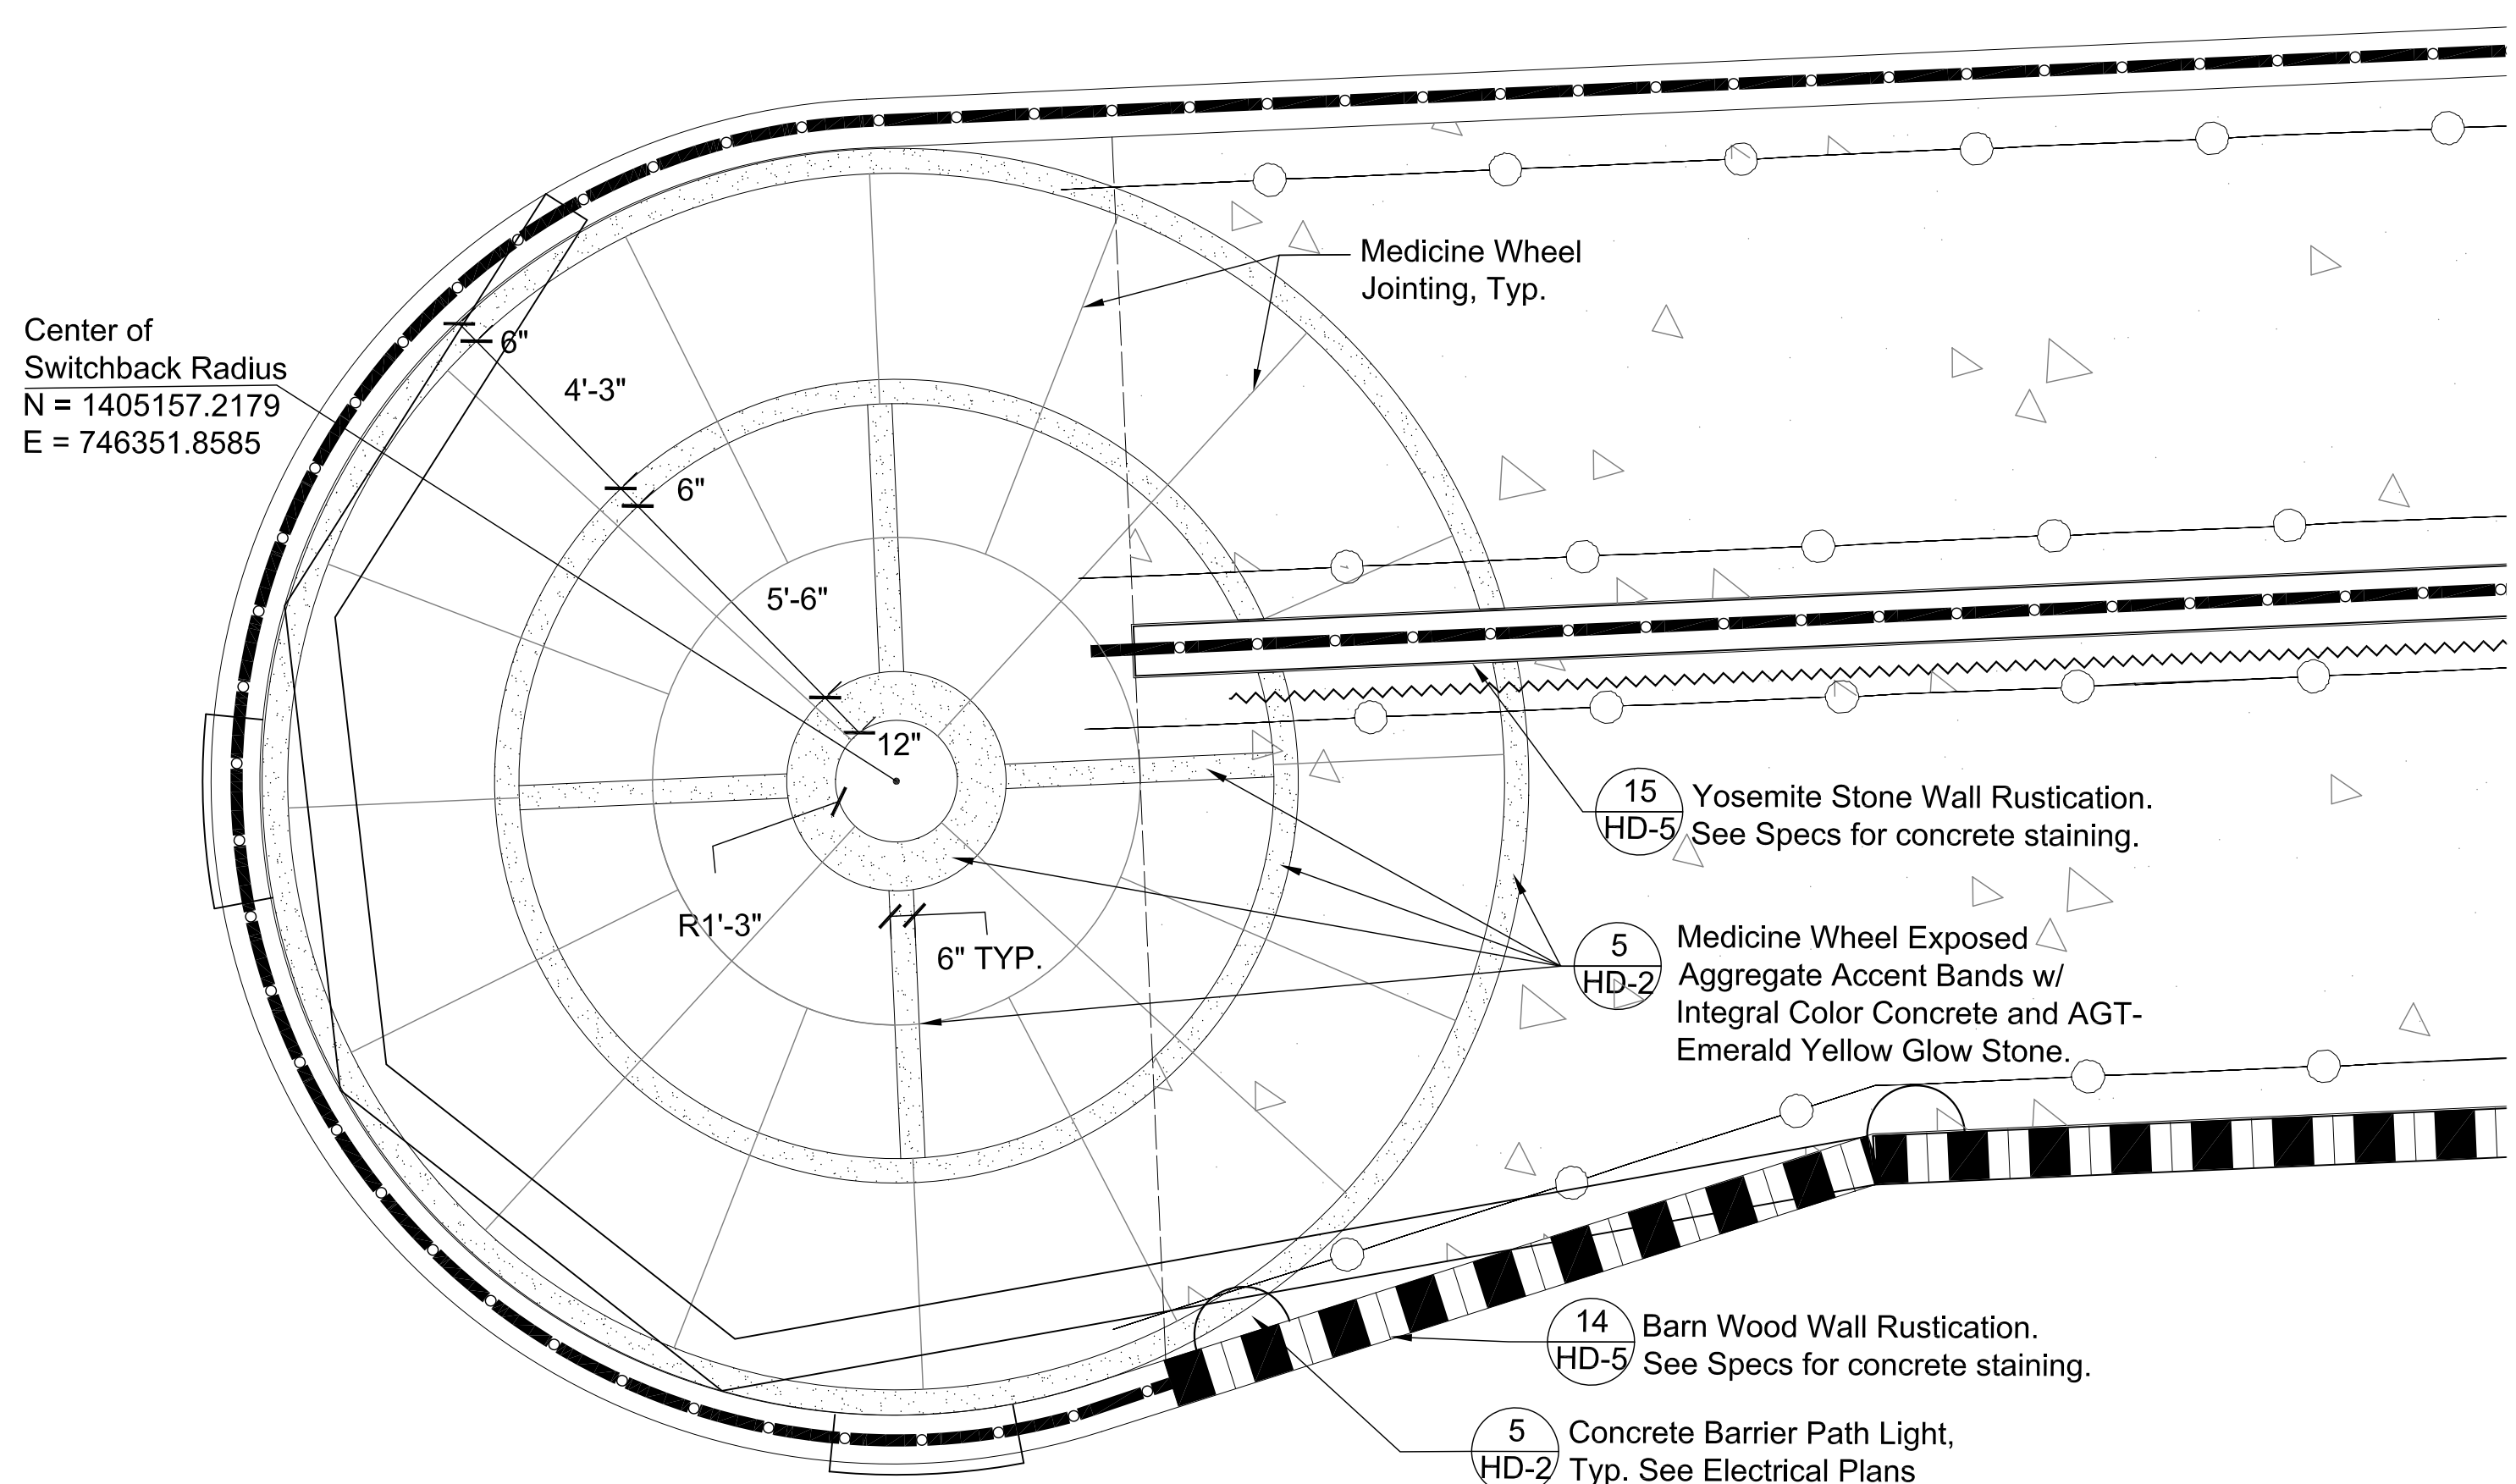 Medicine Wheel
Jointing, Typ.
Center of
Switchback Radius
N = 1405157.2179
E = 746351.8585
6"
4'-3"
6"
5'-6"
12"
R1'-3"
6" TYP.
15
HD-5
Yosemite Stone Wall Rustication.
See Specs for concrete staining.
5
HD-2
Medicine Wheel Exposed
Aggregate Accent Bands w/
Integral Color Concrete and AGT-
Emerald Yellow Glow Stone.
14
HD-5
Barn Wood Wall Rustication.
See Specs for concrete staining.
5
HD-2
Concrete Barrier Path Light,
Typ. See Electrical Plans